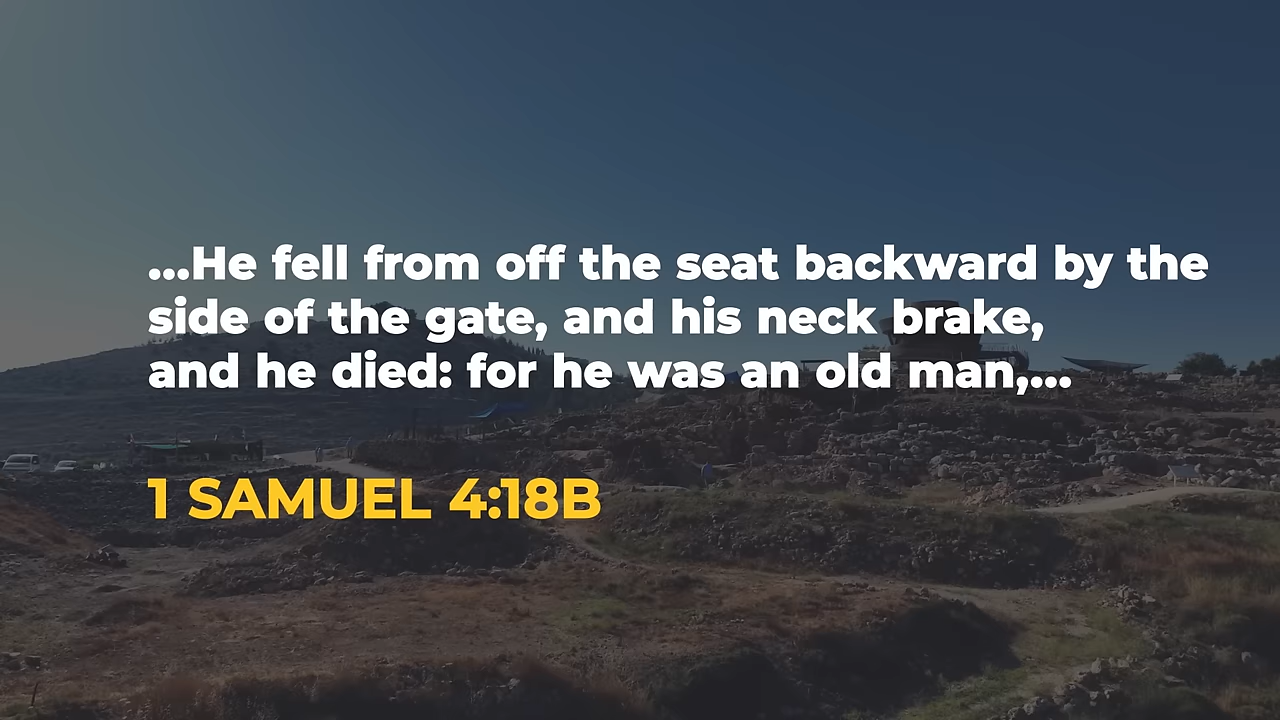 ...He fell from off the seat backward by the
side of the gate, and his neck brake,
and he died: for he was an old man,...
1 SAMUEL 4:18B